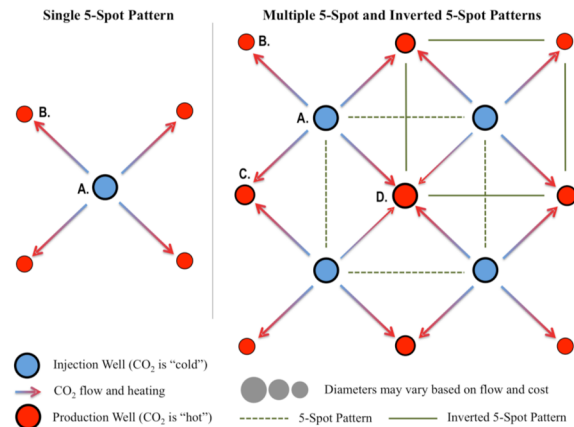 Single 5-Spot Pattern
B.
A.
Multiple 5-Spot and Inverted 5-Spot Patterns
B.
A.
C.
D.
Injection Well (CO₂ is “cold”)
CO₂ flow and heating
Production Well (CO₂ is “hot”)
Diameters may vary based on flow and cost
5-Spot Pattern
Inverted 5-Spot Pattern